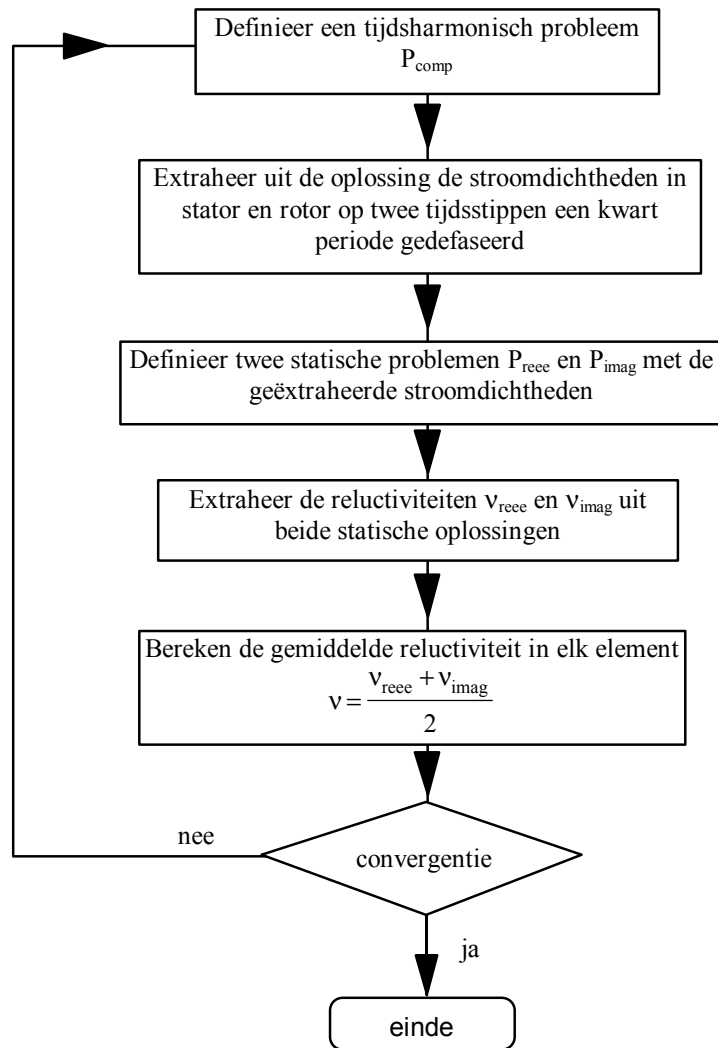 Definieer een tijdsharmonisch probleem
P_comp
Extraheer uit de oplossing de stroomdichtheden in
stator en rotor op twee tijdsstippen een kwart
periode gedefaseerd
Definieer twee statische problemen P_reee en P_imag met de
geëxtraheerde stroomdichtheden
Extraheer de reluctiviteiten ν_reee en ν_imag uit
beide statische oplossingen
Bereken de gemiddelde reluctiviteit in elk element
ν = (ν_reee + ν_imag) / 2
nee
convergentie
ja
einde